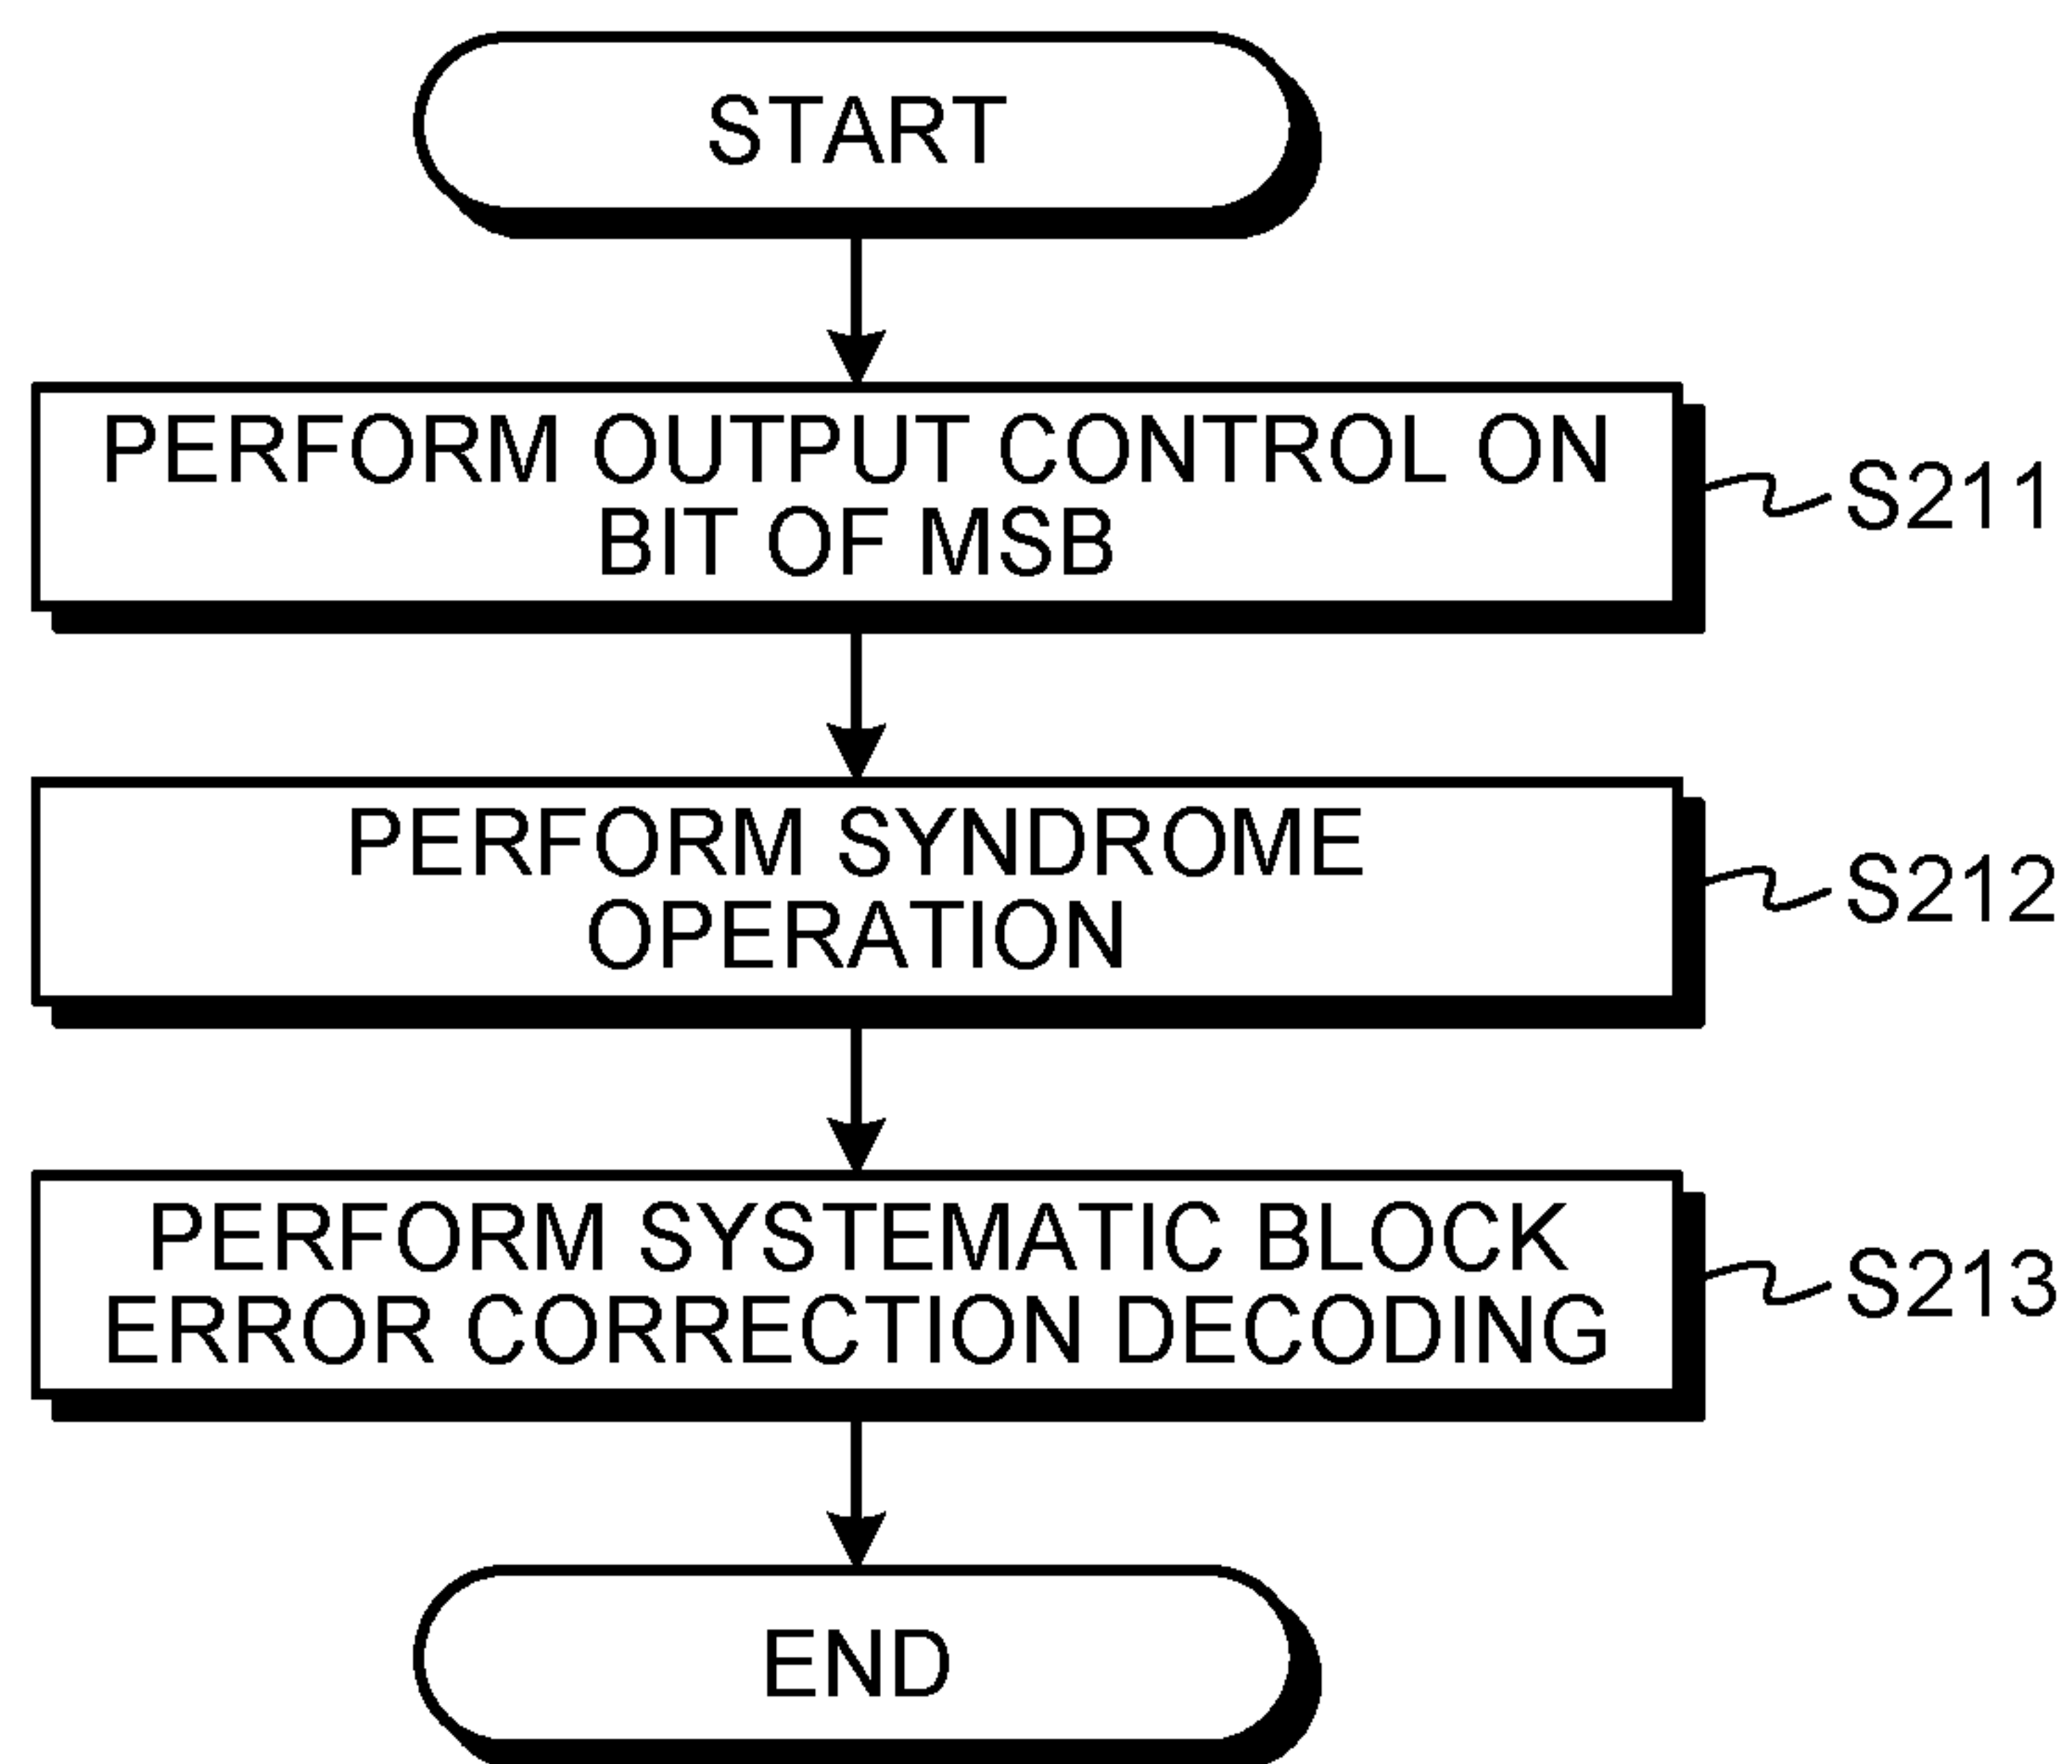 START
PERFORM OUTPUT CONTROL ON
BIT OF MSB
S211
PERFORM SYNDROME
OPERATION
S212
PERFORM SYSTEMATIC BLOCK
ERROR CORRECTION DECODING
S213
END